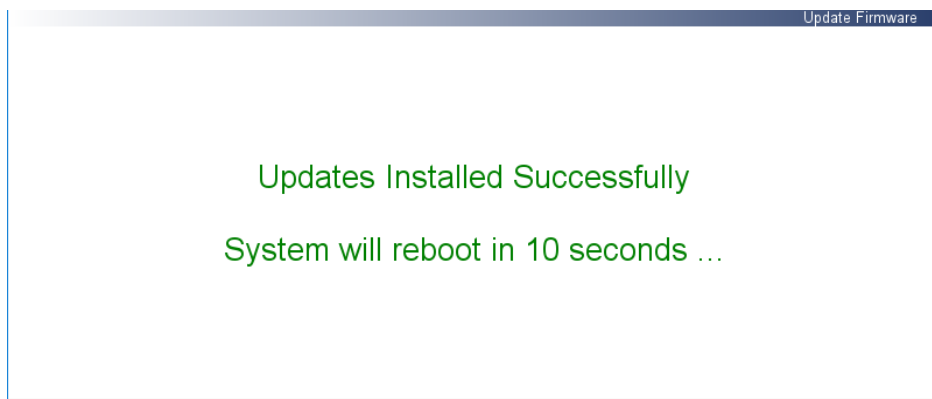 Update Firmware
Updates Installed Successfully
System will reboot in 10 seconds ...